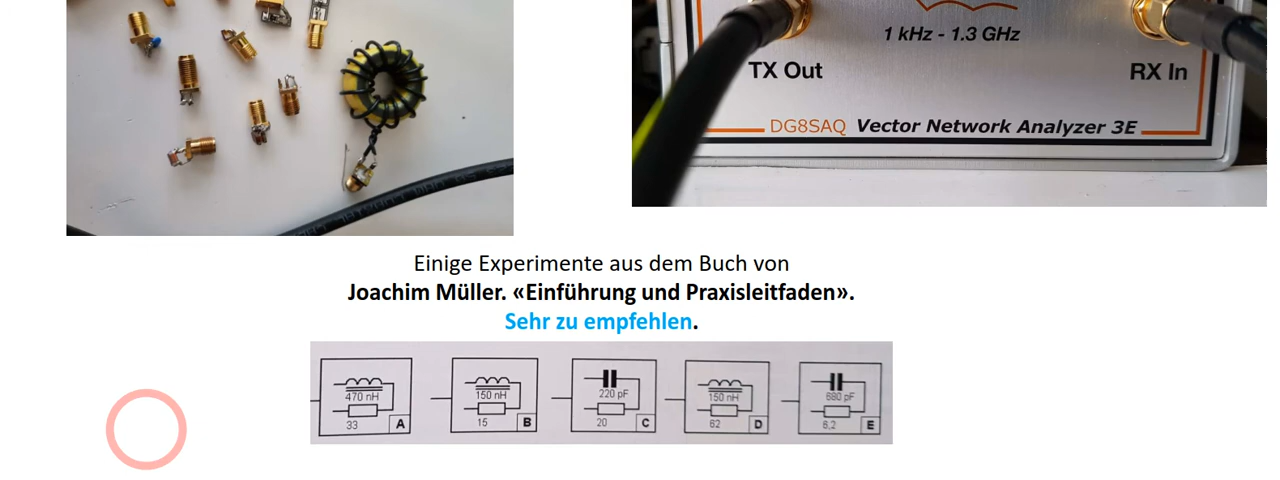 1 kHz - 1.3 GHz
TX Out
RX In
DG8SAQ Vector Network Analyzer 3E
Einige Experimente aus dem Buch von
Joachim Müller. «Einführung und Praxisleitfaden».
Sehr zu empfehlen.
470 nH
33
A
150 nH
15
B
220 pF
20
C
150 nH
62
D
680 pF
6,2
E